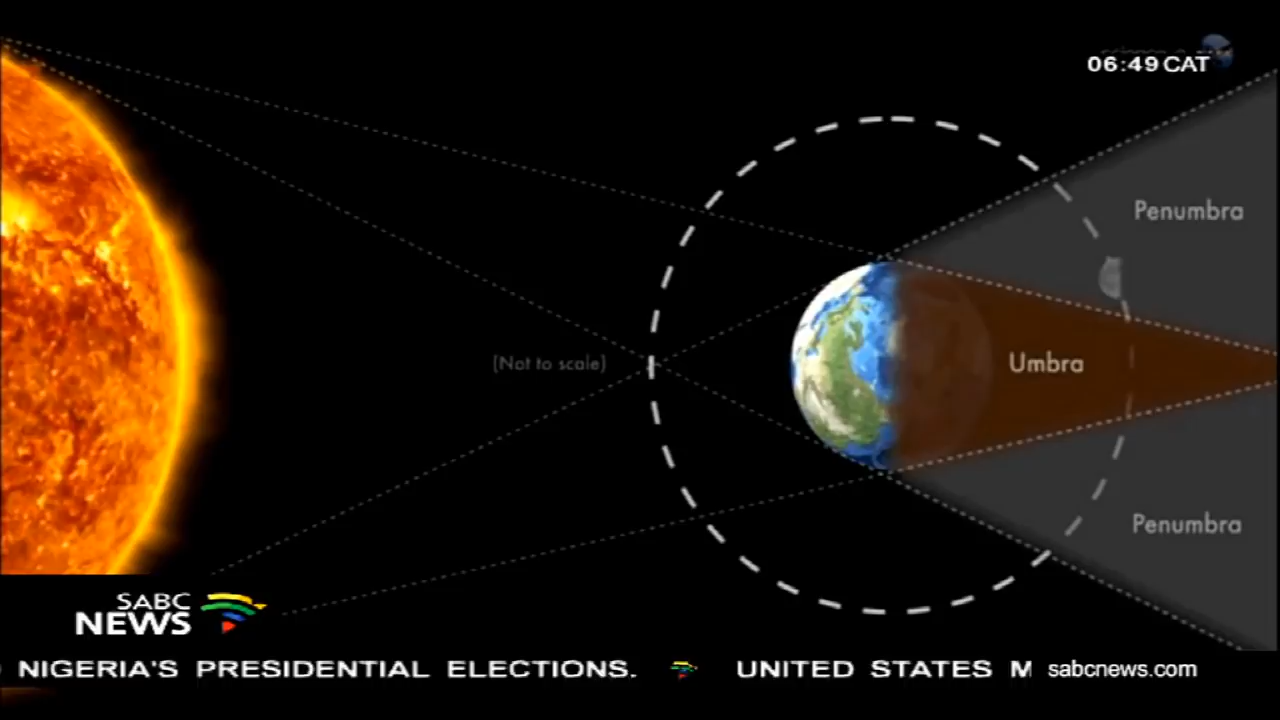 06:49 CAT
Penumbra
(Not to scale)
Umbra
Penumbra
SABC
NEWS
NIGERIA'S PRESIDENTIAL ELECTIONS. UNITED STATES M
sabcnews.com